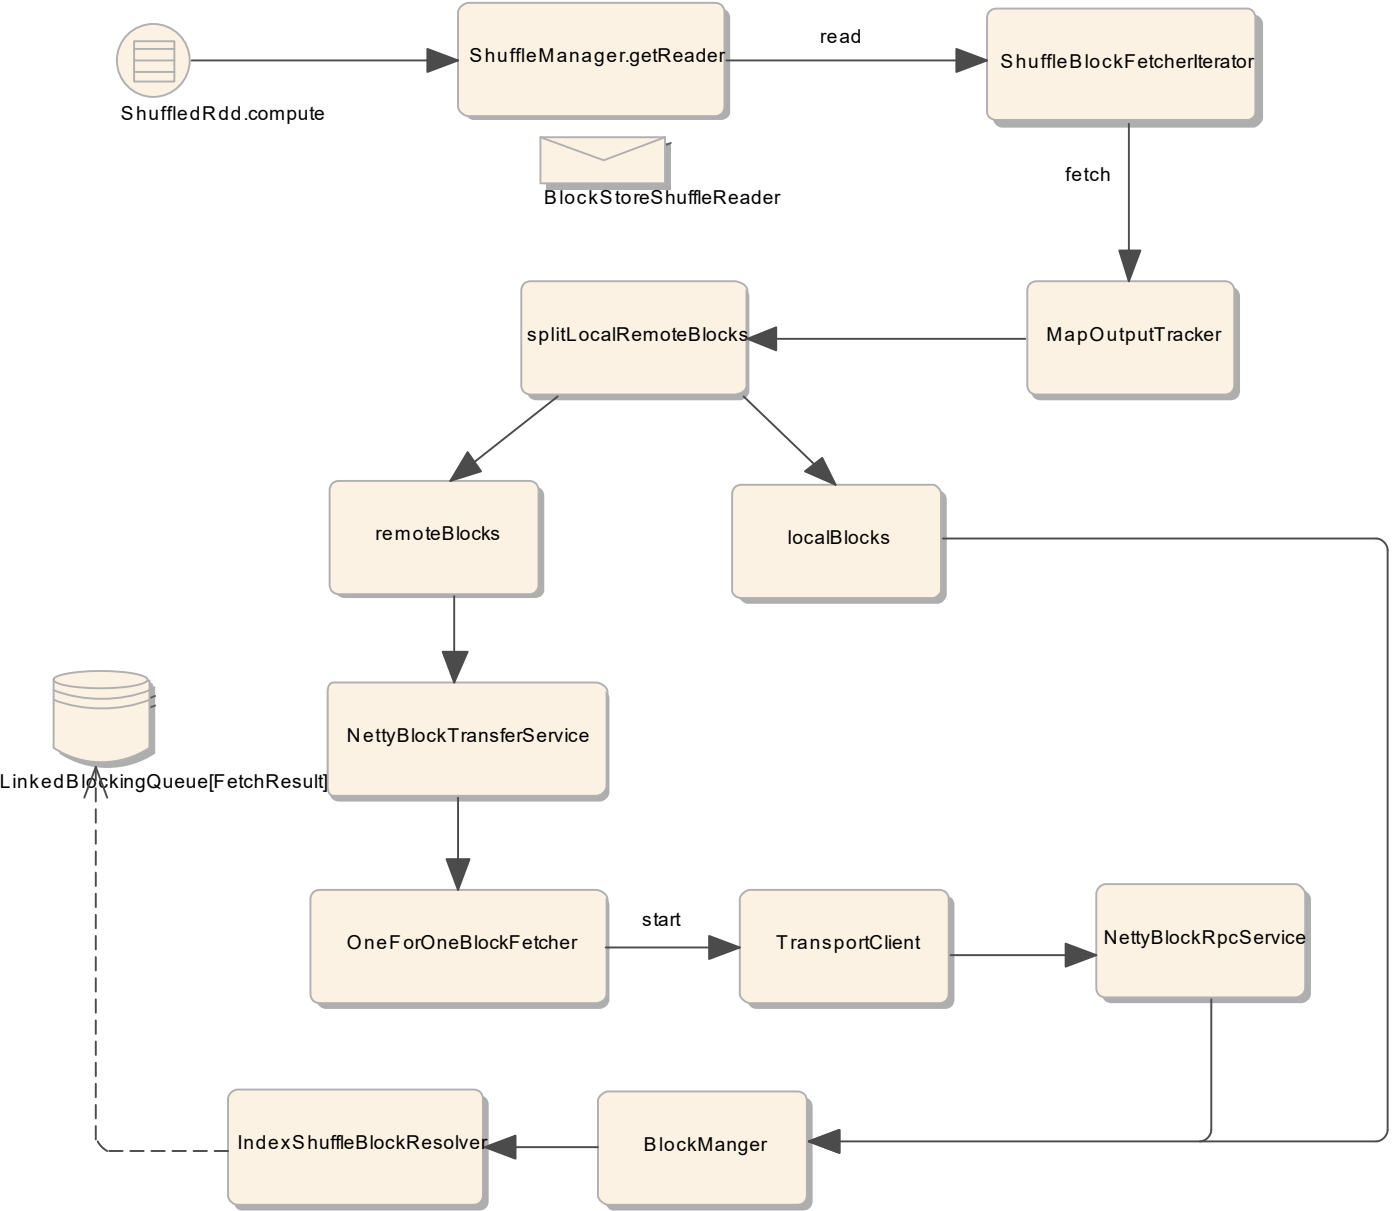 read
ShuffleManager.getReader
ShuffleBlockFetcherIterator
ShuffledRdd.compute
fetch
BlockStoreShuffleReader
splitLocalRemoteBlocks
MapOutputTracker
remoteBlocks
localBlocks
NettyBlockTransferService
LinkedBlockingQueue[FetchResult]
start
OneForOneBlockFetcher
TransportClient
NettyBlockRpcService
IndexShuffleBlockResolver
BlockManger